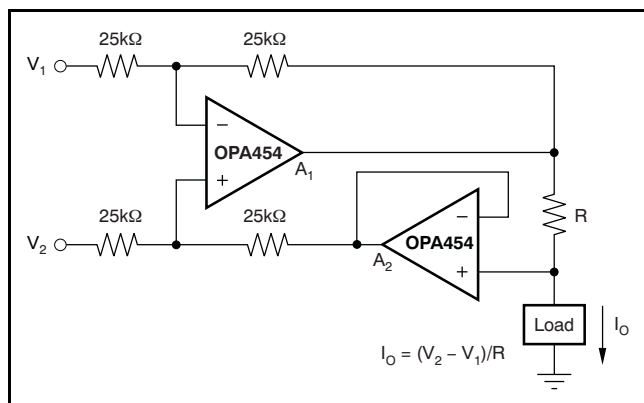 25kΩ 25kΩ
V1
−
OPA454
+
A1
25kΩ 25kΩ
V2
−
OPA454
+
A2
R
Load
IO
IO = (V2 − V1)/R